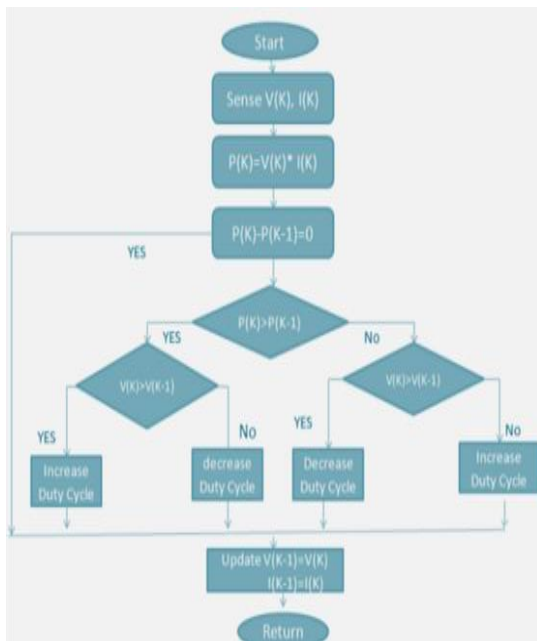 Start
Sense V(K), I(K)
P(K)=V(K)* I(K)
P(K)-P(K-1)=0
YES
P(K)>P(K-1)
YES
No
V(K)>V(K-1)
V(K)>V(K-1)
YES
No
YES
No
Increase
Duty Cycle
decrease
Duty Cycle
Decrease
Duty Cycle
Increase
Duty Cycle
Update V(K-1)=V(K)
I(K-1)=I(K)
Return